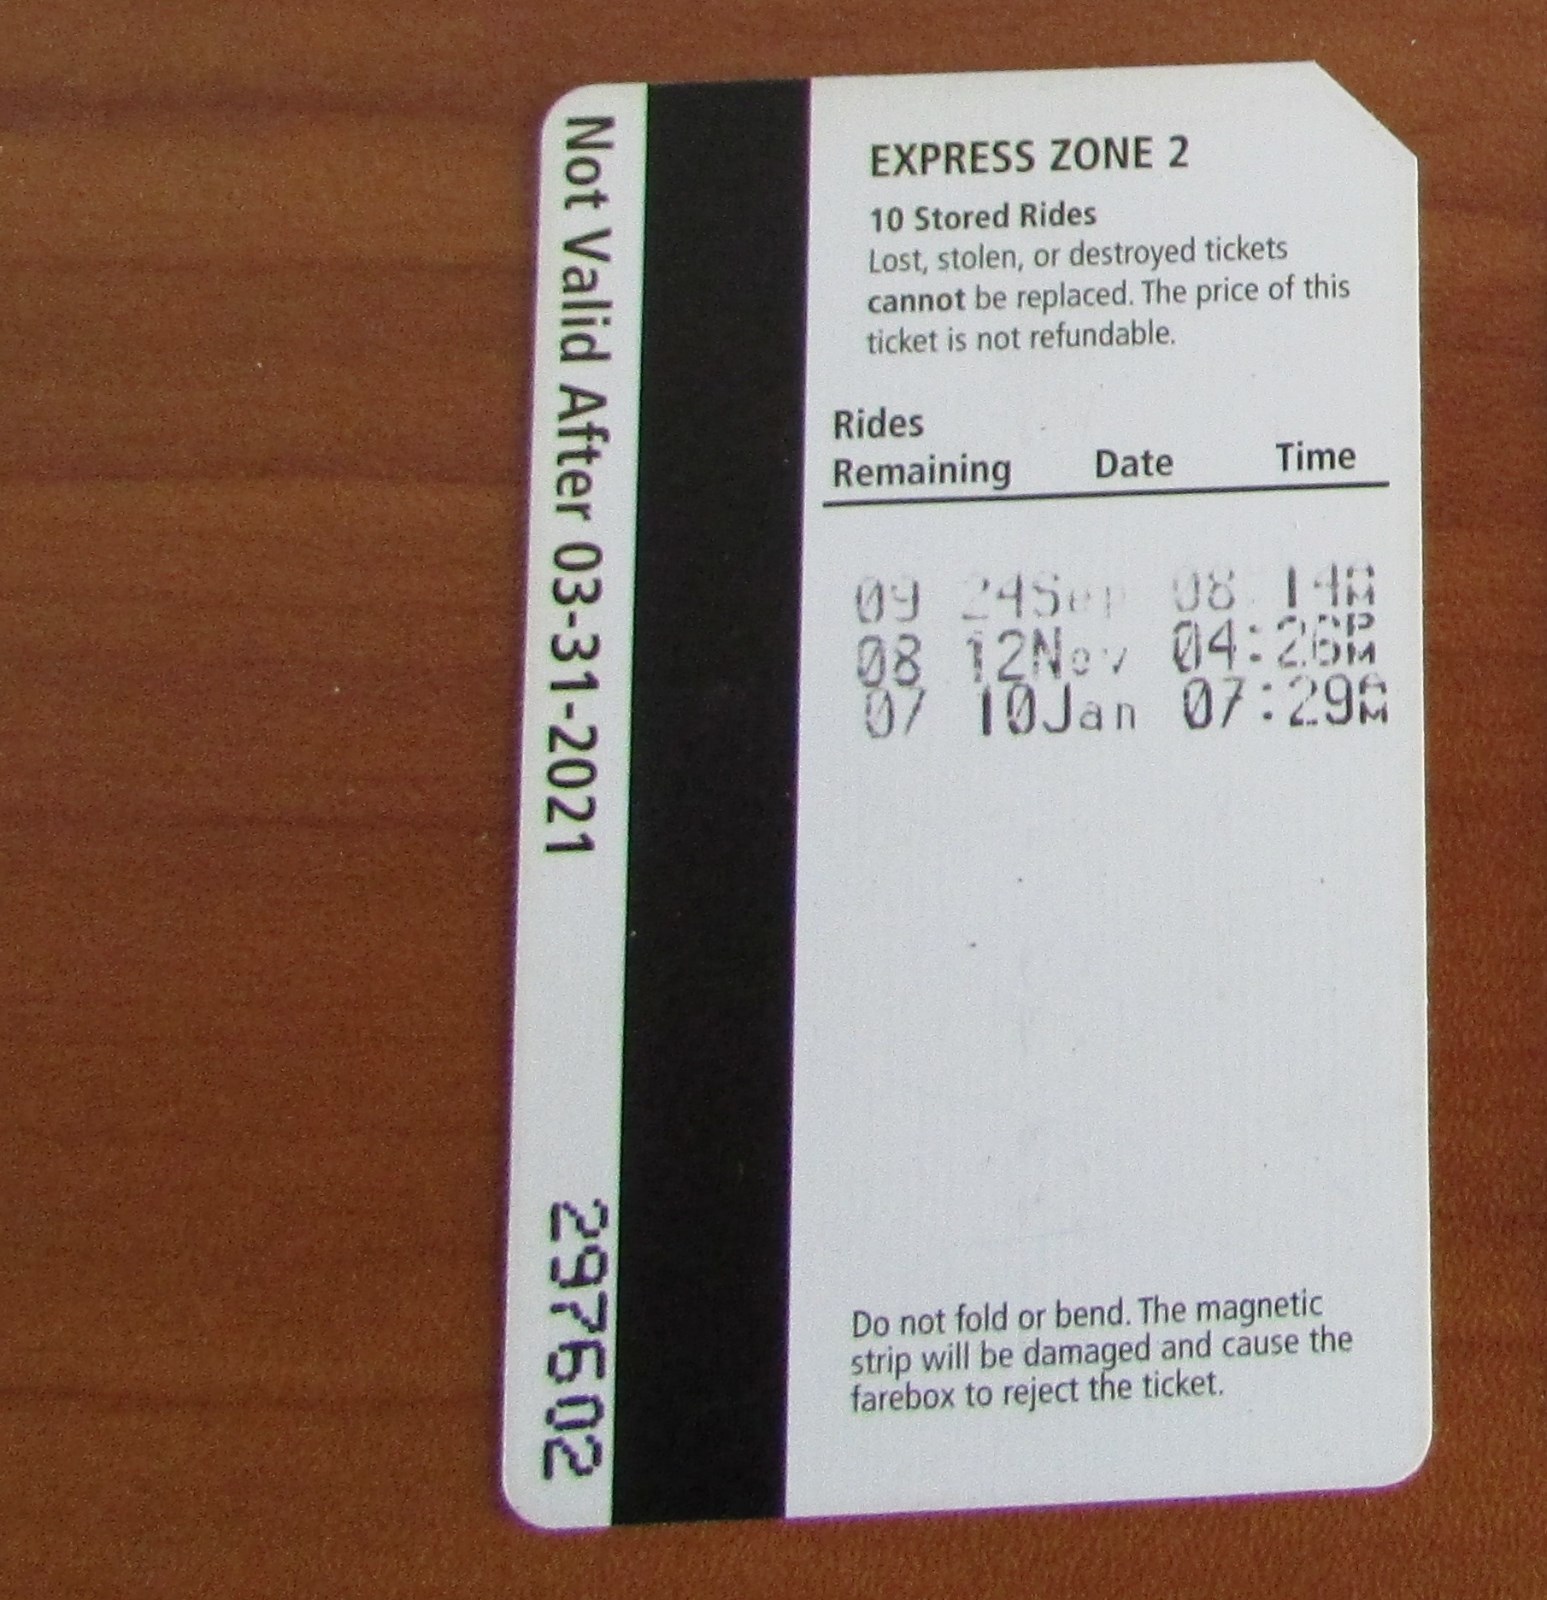 EXPRESS ZONE 2
10 Stored Rides
Lost, stolen, or destroyed tickets
cannot be replaced. The price of this
ticket is not refundable.
Rides
Remaining Date Time
09 24Sep 08 14AM
08 12Nov 04:26PM
07 10Jan 07:29AM
Do not fold or bend. The magnetic
strip will be damaged and cause the
farebox to reject the ticket.
Not Valid After 03-31-2021
297602